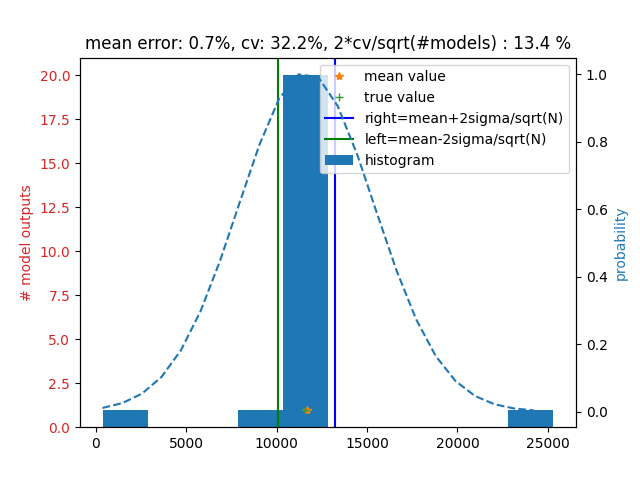 mean error: 0.7%, cv: 32.2%, 2*cv/sqrt(#models) : 13.4 %
mean value
true value
right=mean+2sigma/sqrt(N)
left=mean-2sigma/sqrt(N)
histogram
# model outputs
20.0
17.5
15.0
12.5
10.0
7.5
5.0
2.5
0.0
1.0
0.8
0.6
0.4
0.2
0.0
probability
0
5000
10000
15000
20000
25000